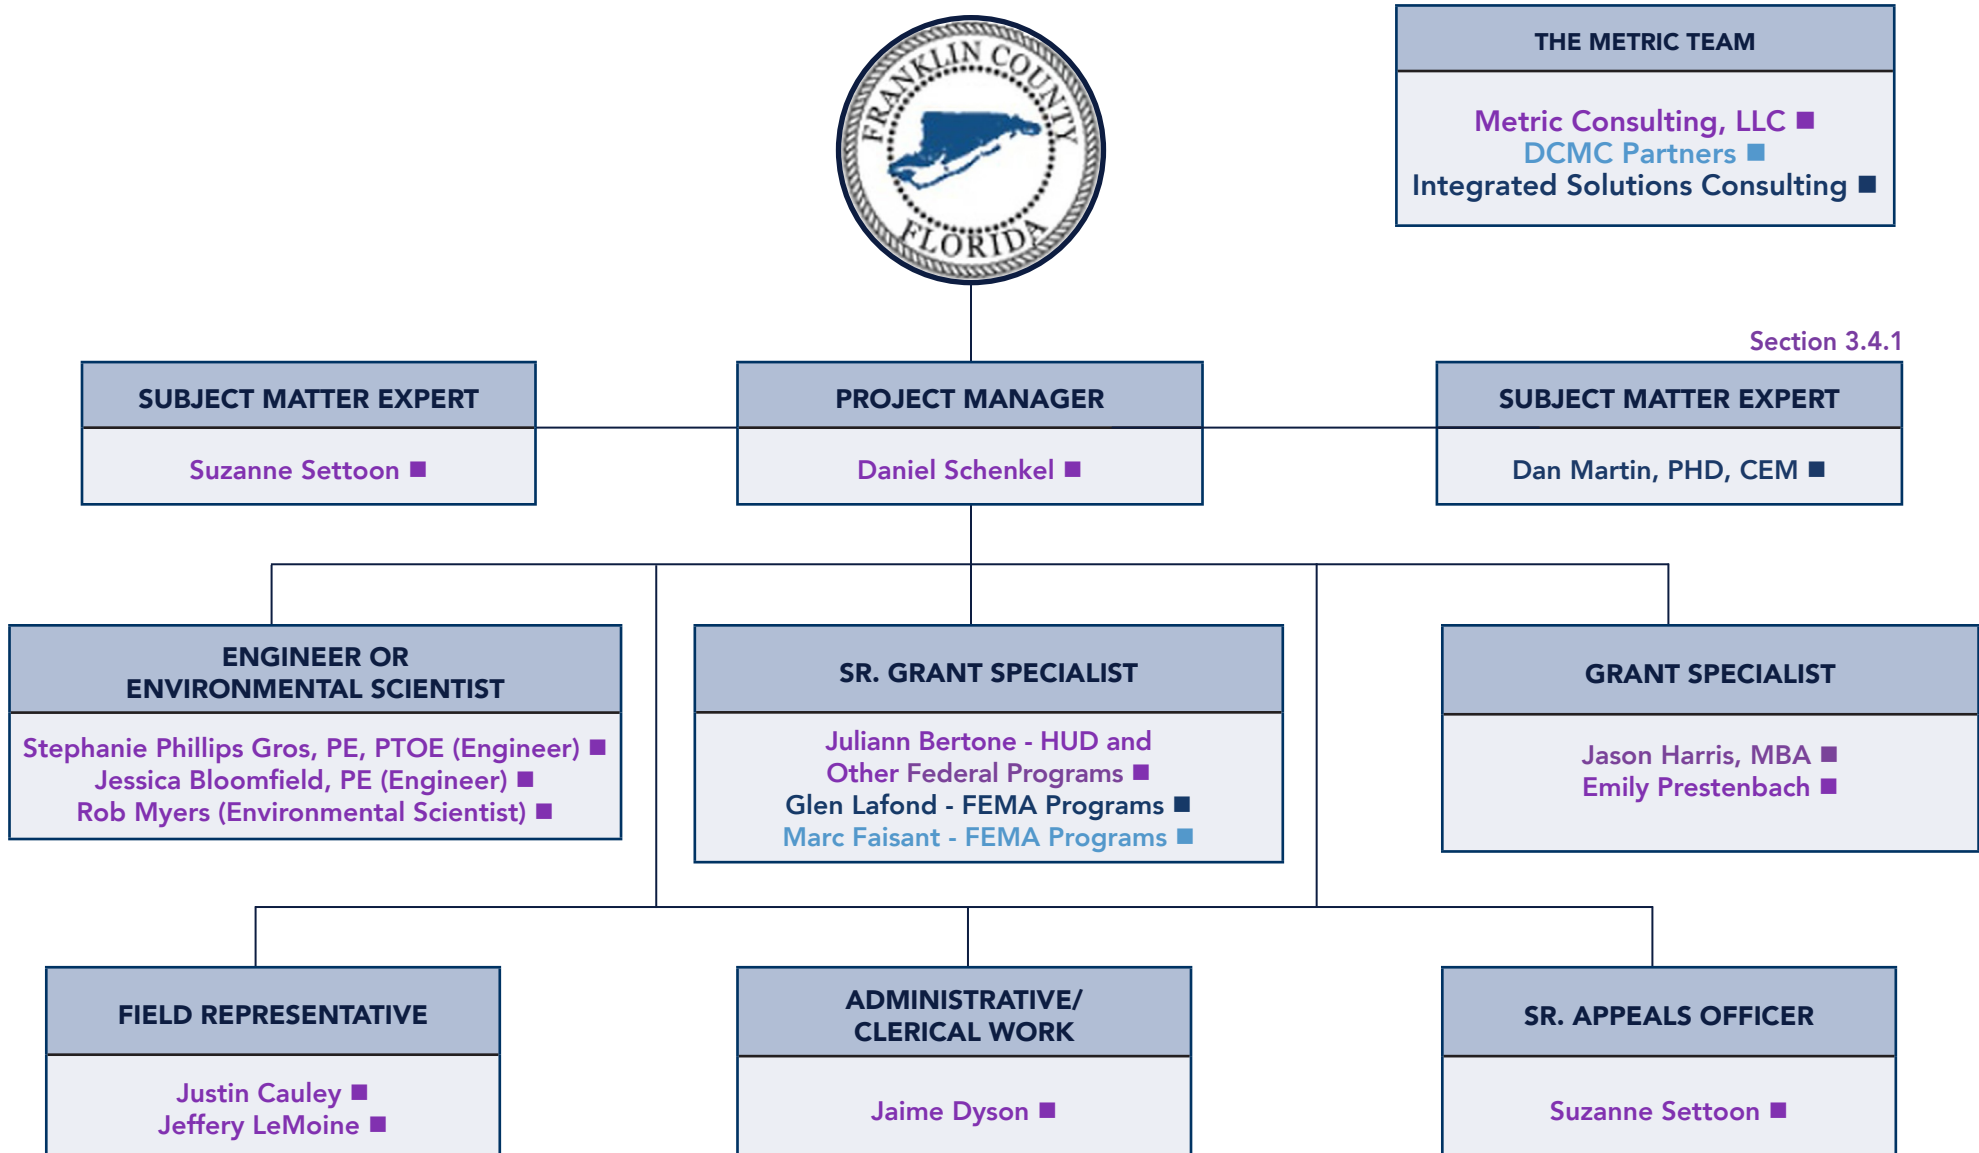 FRANKLIN COUNTY
FLORIDA
THE METRIC TEAM
Metric Consulting, LLC
DCMC Partners
Integrated Solutions Consulting
Section 3.4.1
SUBJECT MATTER EXPERT
Suzanne Settoon
PROJECT MANAGER
Daniel Schenkel
SUBJECT MATTER EXPERT
Dan Martin, PHD, CEM
ENGINEER OR
ENVIRONMENTAL SCIENTIST
Stephanie Phillips Gros, PE, PTOE (Engineer)
Jessica Bloomfield, PE (Engineer)
Rob Myers (Environmental Scientist)
SR. GRANT SPECIALIST
Juliann Bertone - HUD and
Other Federal Programs
Glen Lafond - FEMA Programs
Marc Faisant - FEMA Programs
GRANT SPECIALIST
Jason Harris, MBA
Emily Prestenbach
FIELD REPRESENTATIVE
Justin Cauley
Jeffery LeMoine
ADMINISTRATIVE/
CLERICAL WORK
Jaime Dyson
SR. APPEALS OFFICER
Suzanne Settoon